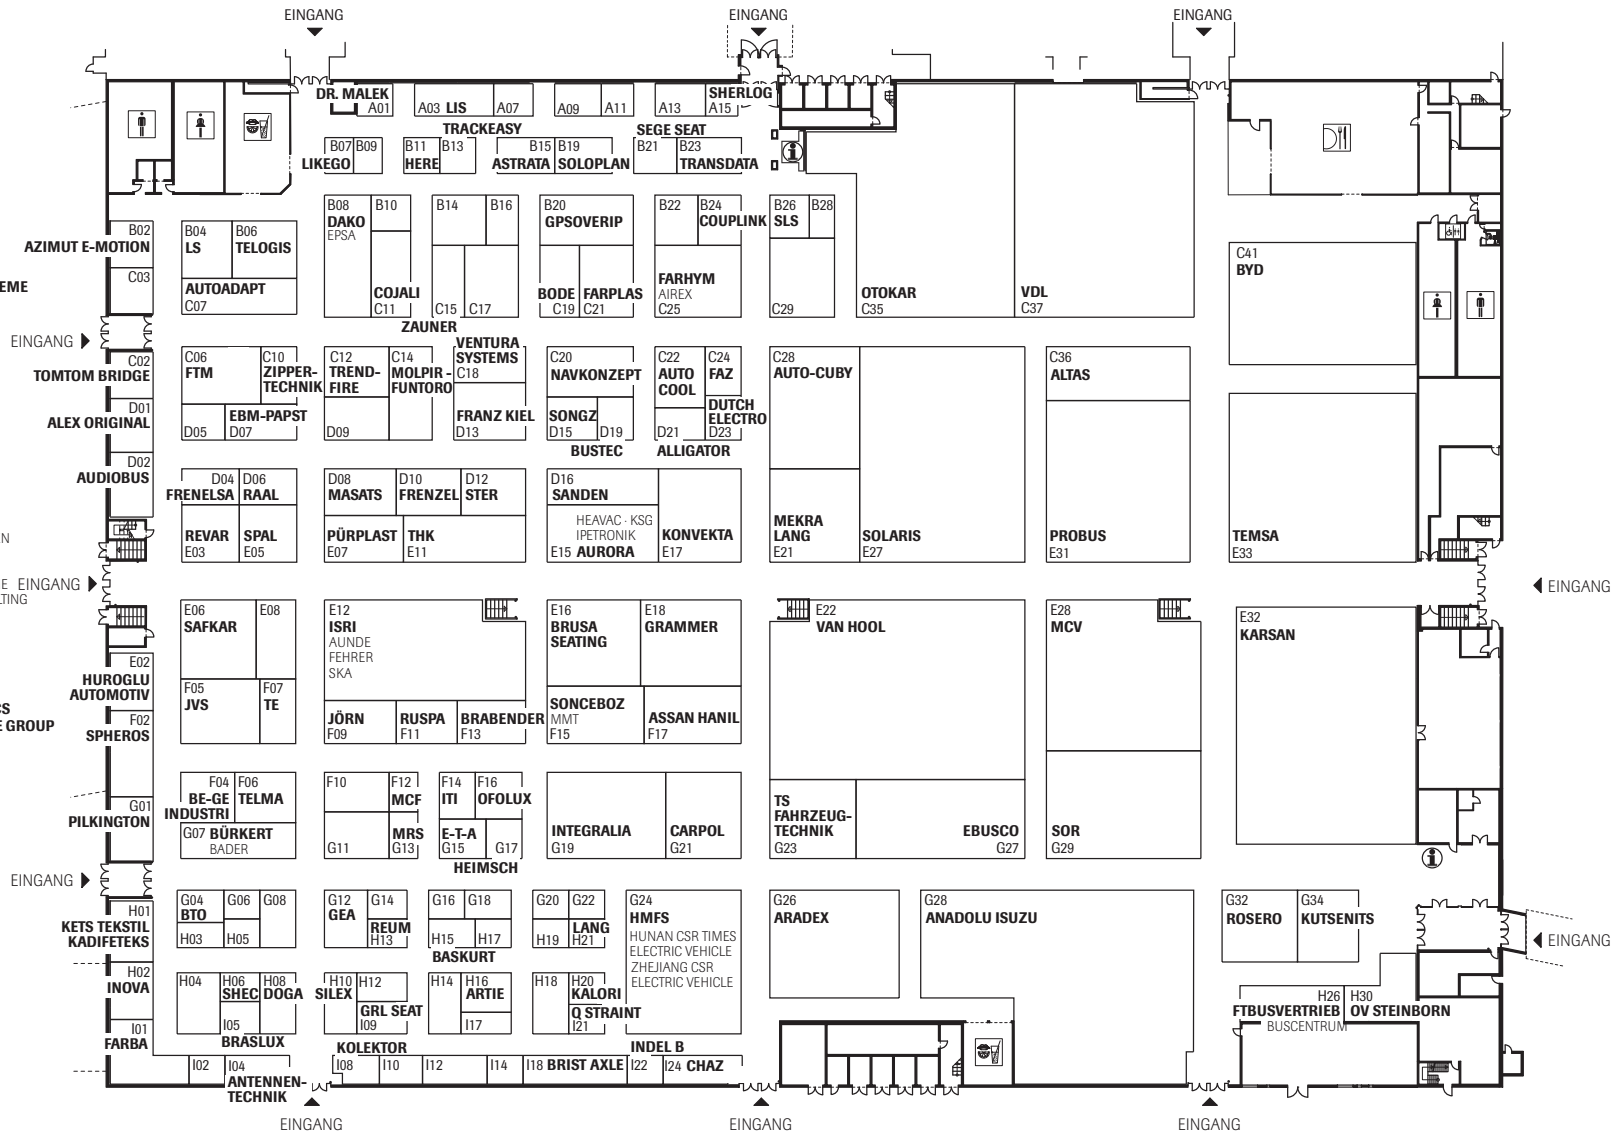 EINGANG
EINGANG
EINGANG
DR. MALEK
A01
A03 LIS
A07
A09
A11
A13
SHERLOG
A15
TRACKEASY
SEGE SEAT
B07
B09
LIKEGO
B11
B13
HERE
B15
B19
ASTRATA
SOLOPLAN
B21
B23
TRANSDATA
B02
AZIMUT E-MOTION
B04
LS
B06
TELOGIS
B08
DAKO
EPSA
B10
B14
B16
B20
GPSOVERIP
B22
B24
COUPLINK
B26
SLS
B28
C03
EME
AUTOADAPT
C07
COJALI
C11
C15
C17
ZAUNER
BODE
C19
FARPLAS
C21
FARHYM
AIREX
C25
C29
OTOKAR
C35
VDL
C37
C41
BYD
EINGANG
C02
TOMTOM BRIDGE
C06
FTM
C10
ZIPPER-
TECHNIK
C12
TREND-
FIRE
C14
MOLPIR -
FUNTORO
VENTURA
SYSTEMS
C18
C20
NAVKONZEPT
C22
AUTO
COOL
C24
FAZ
C28
AUTO-CUBY
C36
ALTAS
D01
ALEX ORIGINAL
D05
EBM-PAPST
D07
D09
FRANZ KIEL
D13
SONGZ
D15
D19
BUSTEC
D21
ALLIGATOR
DUTCH
ELECTRO
D23
D02
AUDIOBUS
D04
FRENELSA
D06
RAAL
D08
MASATS
D10
FRENZEL
D12
STER
D16
SANDEN
REVAR
E03
SPAL
E05
PÜRPLAST
E07
THK
E11
HEAVAC · KSG
IPETRONIK
E15 AURORA
KONVEKTA
E17
MEKRA
LANG
E21
SOLARIS
E27
PROBUS
E31
TEMSA
E33
EN
E EINGANG
LTING
EINGANG
E06
SAFKAR
E08
E12
ISRI
AUNDE
FEHRER
SKA
E16
BRUSA
SEATING
E18
GRAMMER
E22
VAN HOOL
E28
MCV
E32
KARSAN
E02
HUROGLU
AUTOMOTIV
CS
E GROUP
F02
SPHEROS
F05
JVS
F07
TE
JÖRN
F09
RUSPA
F11
BRABENDER
F13
SONCEBOZ
MMT
F15
ASSAN HANIL
F17
F04
BE-GE
INDUSTRI
F06
TELMA
F10
F12
MCF
F14
ITI
F16
OFOLUX
G01
PILKINGTON
G07 BÜRKERT
BADER
G11
MRS
G13
E-T-A
G15
G17
HEIMSCH
INTEGRALIA
G19
CARPOL
G21
TS
FAHRZEUG-
TECHNIK
G23
EBUSCO
G27
SOR
G29
EINGANG
H01
KETS TEKSTIL
KADIFETEKS
G04
BTO
H03
G06
H05
G08
G12
GEA
G14
REUM
H13
G16
G18
H15
H17
BASKURT
G20
G22
LANG
H19
H21
G24
HMFS
HUNAN CSR TIMES
ELECTRIC VEHICLE
ZHEJIANG CSR
ELECTRIC VEHICLE
G26
ARADEX
G28
ANADOLU ISUZU
G32
ROSERO
G34
KUTSENITS
EINGANG
H02
INOVA
H04
H06
SHEC
H08
DOGA
I05
BRASLUX
H10
SILEX
H12
GRL SEAT
I09
H14
H16
ARTIE
I17
H18
H20
KALORI
Q STRAINT
I21
H26
FTBUSVERTRIEB
BUSCENTRUM
H30
OV STEINBORN
I01
FARBA
I02
I04
ANTENNEN-
TECHNIK
KOLEKTOR
I08
I10
I12
I14
I18 BRIST AXLE
INDEL B
I22
I24 CHAZ
EINGANG
EINGANG
EINGANG